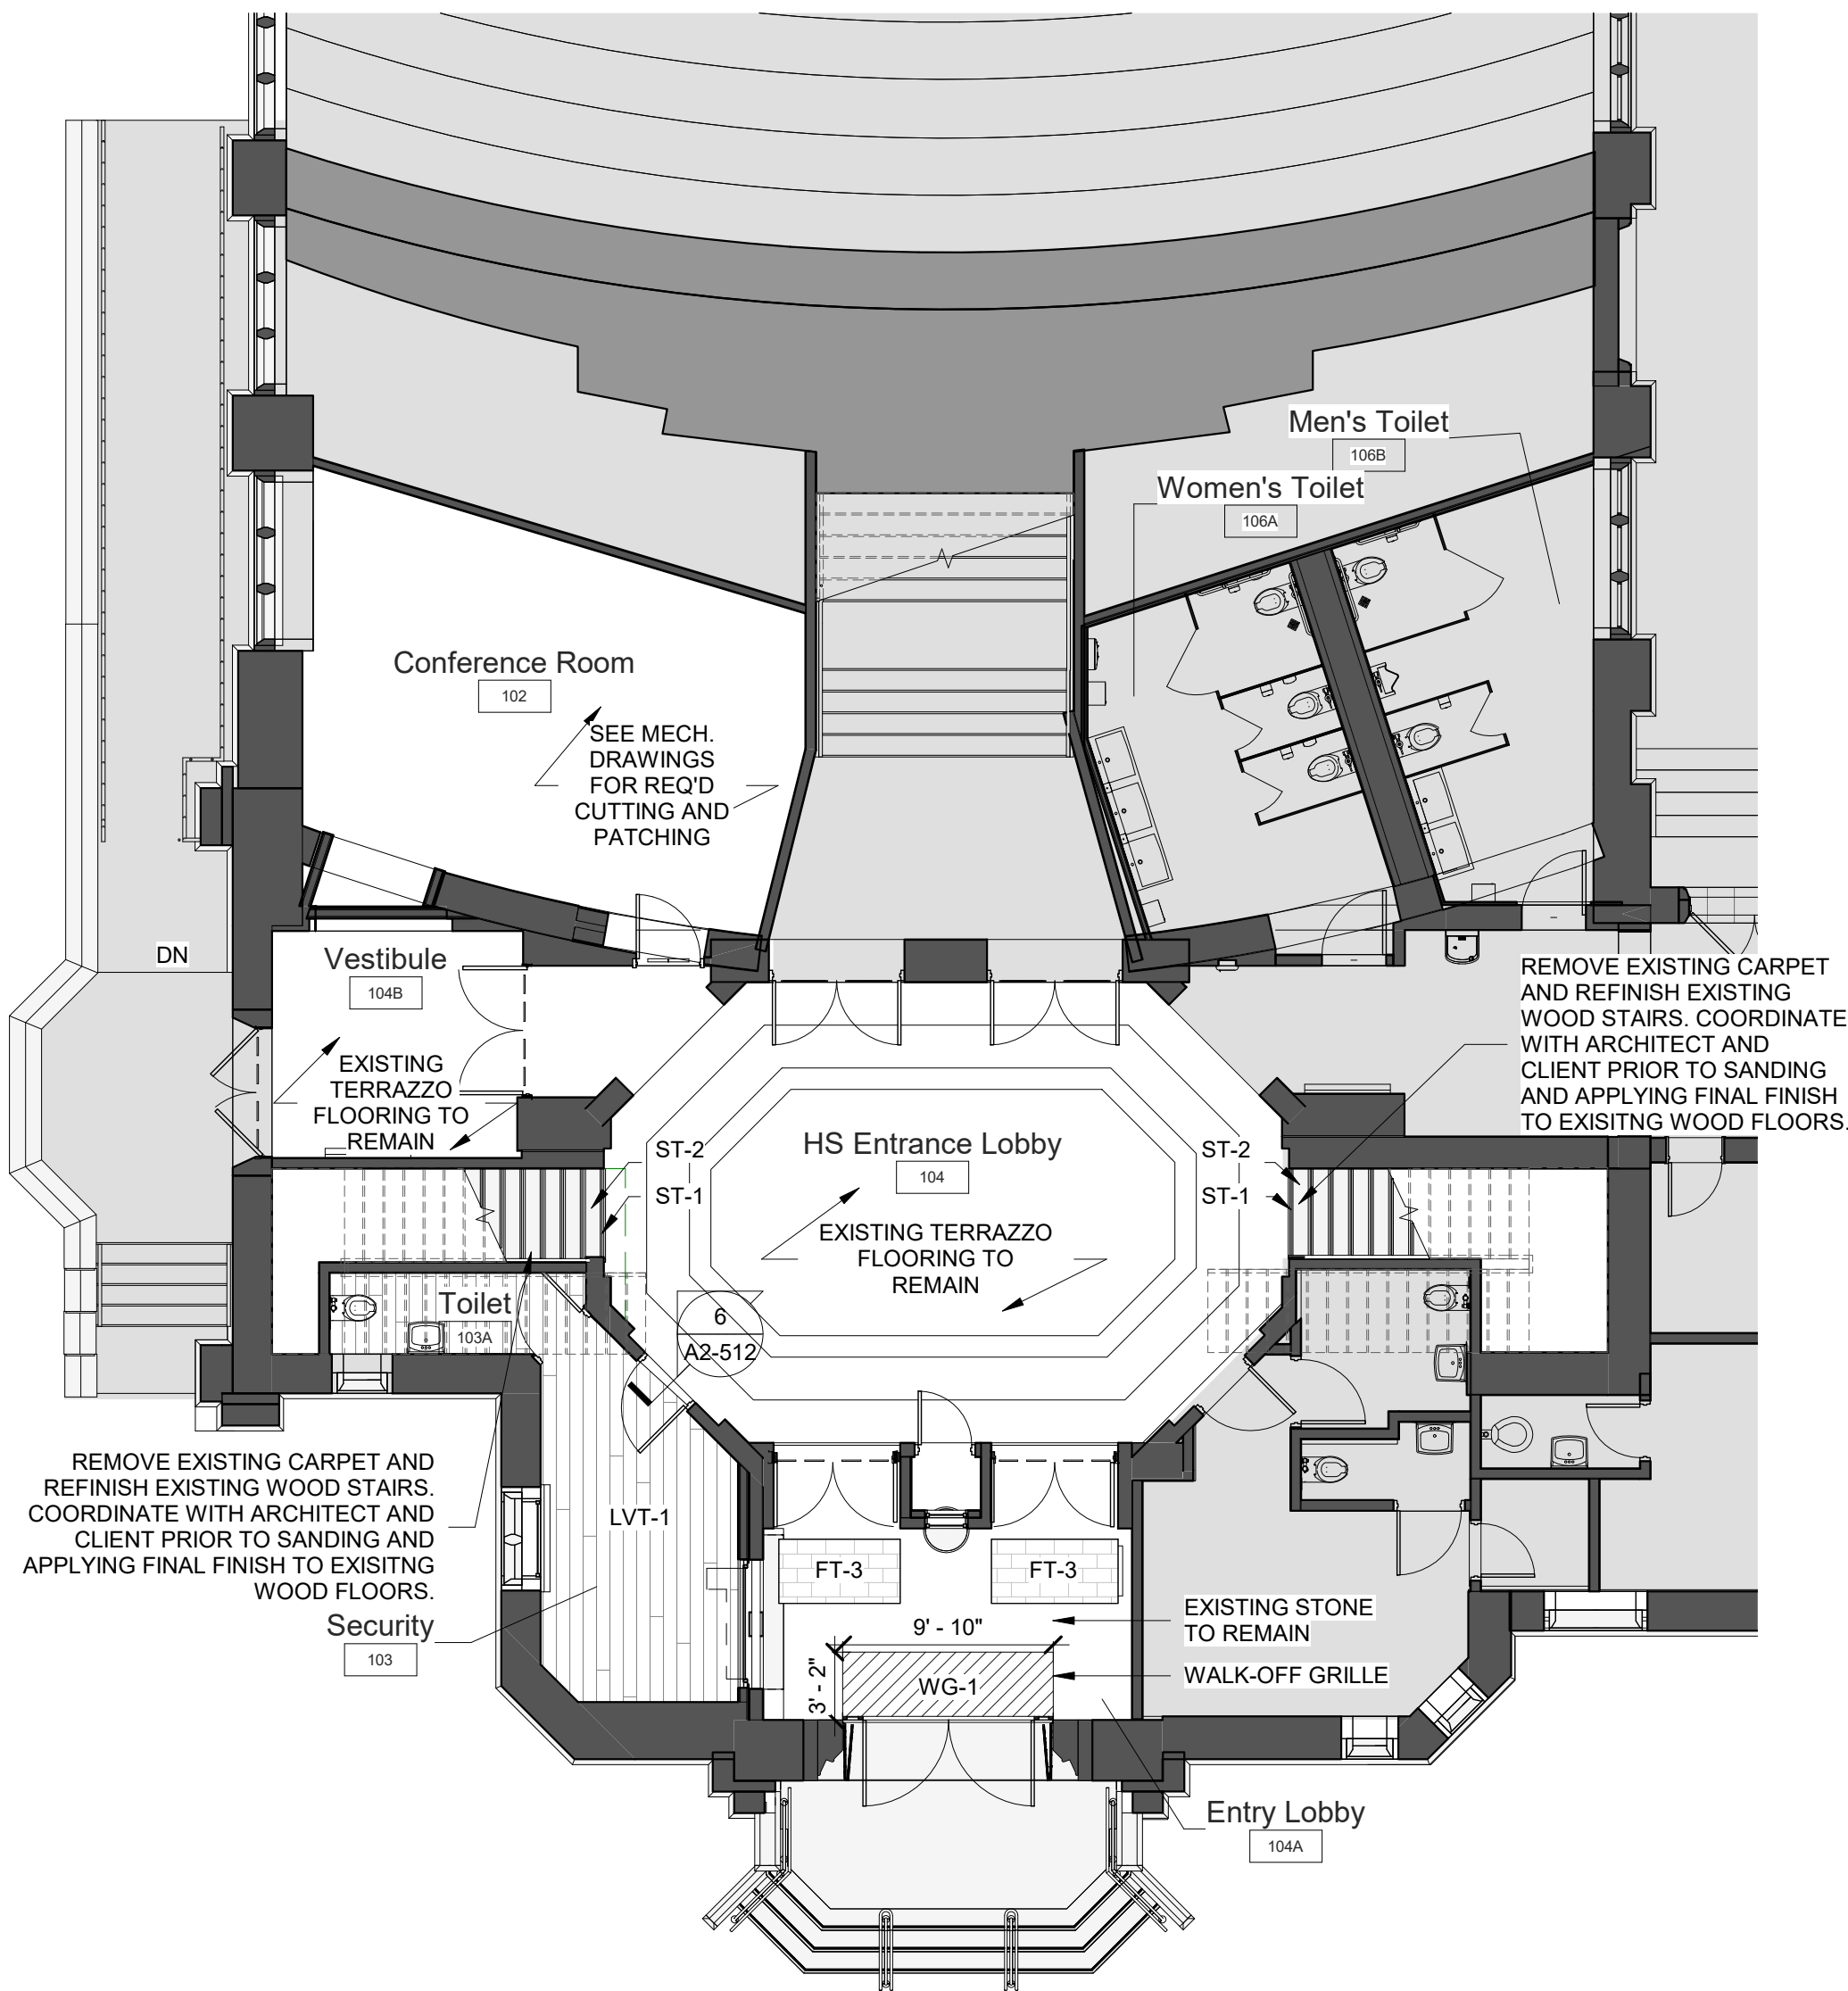 Men's Toilet
106B
Women's Toilet
106A
Conference Room
102
SEE MECH.
DRAWINGS
FOR REQ'D
CUTTING AND
PATCHING
DN
Vestibule
104B
EXISTING
TERRAZZO
FLOORING TO
REMAIN
REMOVE EXISTING CARPET
AND REFINISH EXISTING
WOOD STAIRS. COORDINATE
WITH ARCHITECT AND
CLIENT PRIOR TO SANDING
AND APPLYING FINAL FINISH
TO EXISITNG WOOD FLOORS.
HS Entrance Lobby
104
ST-2
ST-1
ST-2
ST-1
EXISTING TERRAZZO
FLOORING TO
REMAIN
Toilet
103A
6
A2-512
REMOVE EXISTING CARPET AND
REFINISH EXISTING WOOD STAIRS.
COORDINATE WITH ARCHITECT AND
CLIENT PRIOR TO SANDING AND
APPLYING FINAL FINISH TO EXISITNG
WOOD FLOORS.
LVT-1
Security
103
FT-3
FT-3
EXISTING STONE
TO REMAIN
9' - 10"
3' - 2"
WG-1
WALK-OFF GRILLE
Entry Lobby
104A